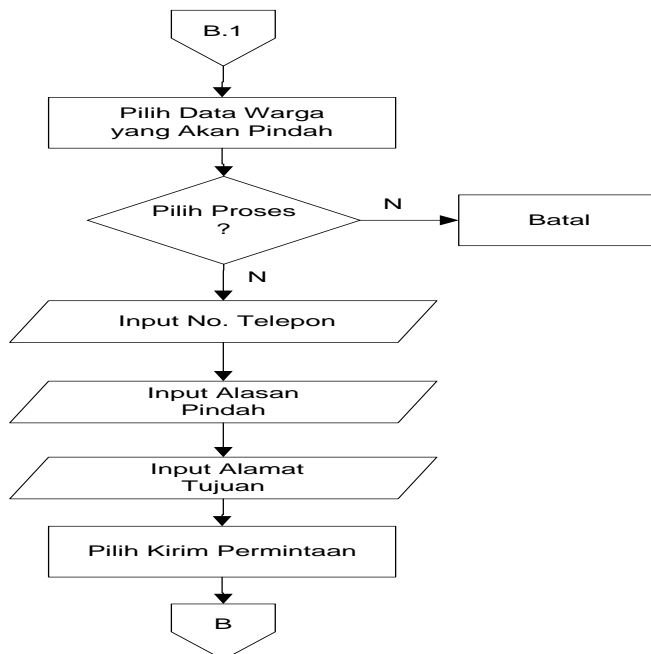 B.1
Pilih Data Warga
yang Akan Pindah
Pilih Proses
?
N
Batal
N
Input No. Telepon
Input Alasan
Pindah
Input Alamat
Tujuan
Pilih Kirim Permintaan
B